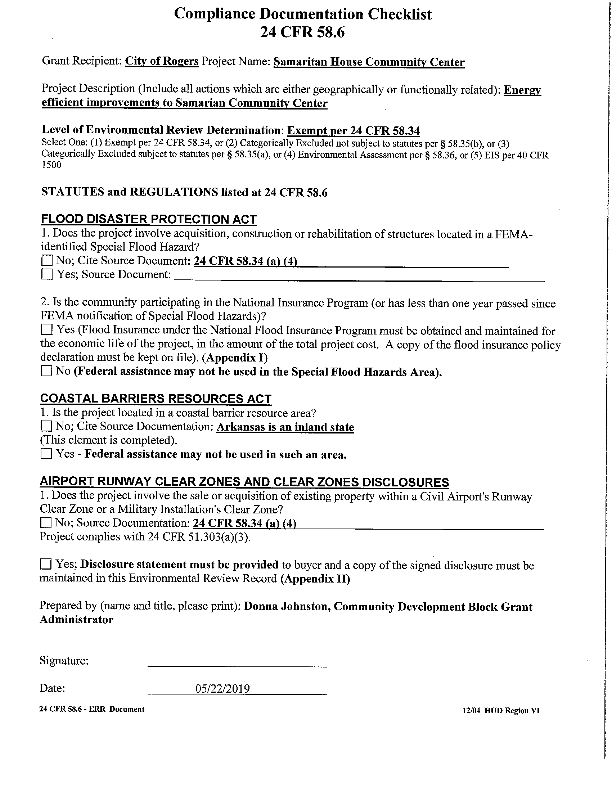 Compliance Documentation Checklist
24 CFR 58.6
Grant Recipient: City of Rogers Project Name: Samaritan House Community Center
Project Description (Include all actions which are either geographically or functionally related): Energy
efficient improvements to Samarian Community Center
Level of Environmental Review Determination: Exempt per 24 CFR 58.34
Select One: (1) Exempt per 24 CFR 58.34, or (2) Categorically Excluded not subject to statutes per § 58.35(b), or (3)
Categorically Excluded subject to statutes per § 58.35(a), or (4) Environmental Assessment per § 58.36, or (5) EIS per 40 CFR
1500
STATUTES and REGULATIONS listed at 24 CFR 58.6
FLOOD DISASTER PROTECTION ACT
1. Does the project involve acquisition, construction or rehabilitation of structures located in a FEMA-
identified Special Flood Hazard?
☐ No; Cite Source Document: 24 CFR 58.34 (a) (4)
☐ Yes; Source Document:
2. Is the community participating in the National Insurance Program (or has less than one year passed since
FEMA notification of Special Flood Hazards)?
☐ Yes (Flood Insurance under the National Flood Insurance Program must be obtained and maintained for
the economic life of the project, in the amount of the total project cost. A copy of the flood insurance policy
declaration must be kept on file). (Appendix I)
☐ No (Federal assistance may not be used in the Special Flood Hazards Area).
COASTAL BARRIERS RESOURCES ACT
1. Is the project located in a coastal barrier resource area?
☐ No; Cite Source Documentation: Arkansas is an inland state
(This element is completed).
☐ Yes - Federal assistance may not be used in such an area.
AIRPORT RUNWAY CLEAR ZONES AND CLEAR ZONES DISCLOSURES
1. Does the project involve the sale or acquisition of existing property within a Civil Airport's Runway
Clear Zone or a Military Installation's Clear Zone?
☐ No; Source Documentation: 24 CFR 58.34 (a) (4)
Project complies with 24 CFR 51.303(a)(3).
☐ Yes; Disclosure statement must be provided to buyer and a copy of the signed disclosure must be
maintained in this Environmental Review Record (Appendix II)
Prepared by (name and title, please print): Donna Johnston, Community Development Block Grant
Administrator
Signature:
Date: 05/22/2019
24 CFR 58.6 - ERR Document 12/04 HUD Region VI